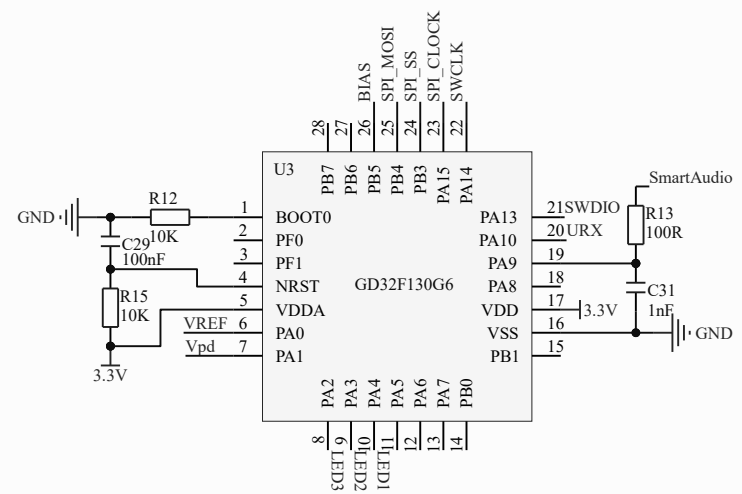 BIAS
SPI_MOSI
SPI_SS
SPI_CLOCK
SWCLK
28
27
26
25
24
23
22
U3
PB7
PB6
PB5
PB4
PB3
PA15
PA14
SmartAudio
R12
10K
GND
C29
100nF
R15
10K
3.3V
VREF
Vpd
1 BOOT0
2 PF0
3 PF1
4 NRST
5 VDDA
6 PA0
7 PA1
GD32F130G6
PA13 21 SWDIO
PA10 20 URX
PA9 19
PA8 18
VDD 17 3.3V
VSS 16
PB1 15
R13
100R
C31
1nF
GND
PA2
PA3
PA4
PA5
PA6
PA7
PB0
8
9
10
11
12
13
14
LED3
LED2
LED1